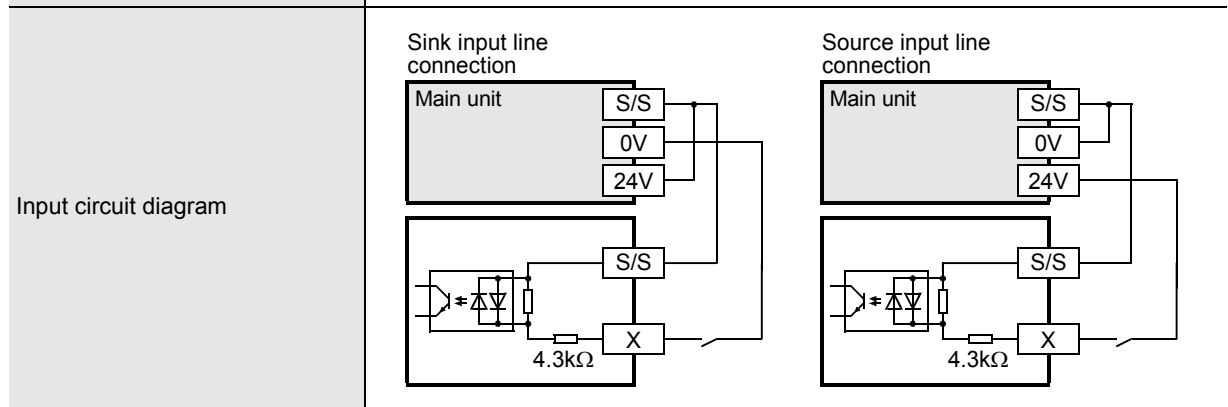 Input circuit diagram
Sink input line
connection
Main unit
S/S
0V
24V
S/S
X
4.3kΩ
Source input line
connection
Main unit
S/S
0V
24V
S/S
X
4.3kΩ